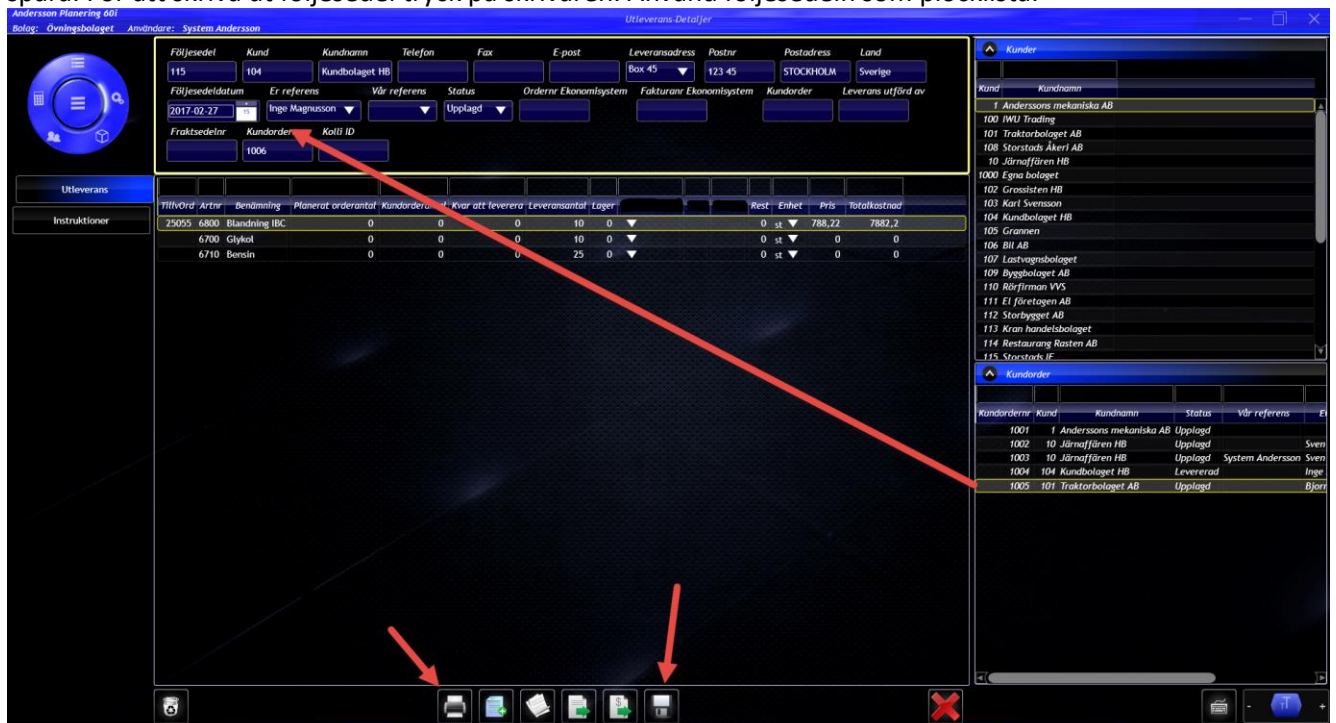 Andersson Planering 60i
Utleverans-Detaljer
Bolag: Övningsbolaget Användare: System Andersson
Följesedel Kund Kundnamn Telefon Fax E-post Leveransadress Postnr Postadress Land
115 104 Kundbolaget HB Box 45 123 45 STOCKHOLM Sverige
Följesedeldatum Er referens Vår referens Status Ordernr Ekonomisystem Fakturanr Ekonomisystem Kundorder Leverans utförd av
2017-02-27 15 Inge Magnusson Upplagd
Fraktsedelnr Kundorder Kolli ID
1006
Utleverans
Instruktioner
TillvOrd Artnr Benämning Planerat orderantal Kundorderantal Kvar att leverera Leveransantal Lager Rest Enhet Pris Totalkostnad
25055 6800 Blandning IBC 0 0 0 10 0 0 st 788,22 7882,2
6700 Glykol 0 0 0 10 0 0 st 0 0
6710 Bensin 0 0 0 25 0 0 st 0 0
Kunder
Kund Kundnamn
1 Anderssons mekaniska AB
100 IWU Trading
101 Traktorbolaget AB
108 Storstads Åkeri AB
10 Järnaffären HB
1000 Egna bolaget
102 Grossisten HB
103 Karl Svensson
104 Kundbolaget HB
105 Grannen
106 Bil AB
107 Lastvagnsbolaget
109 Byggbolaget AB
110 Rörfirman VVS
111 El företagen AB
112 Storbygget AB
113 Kran handelsbolaget
114 Restaurang Rasten AB
115 Storstads IF
Kundorder
Kundordernr Kund Kundnamn Status Vår referens
1001 1 Anderssons mekaniska AB Upplagd
1002 10 Järnaffären HB Upplagd Sven
1003 10 Järnaffären HB Upplagd System Andersson Sven
1004 104 Kundbolaget HB Levererad Inge
1005 101 Traktorbolaget AB Upplagd Bjorn
- T +